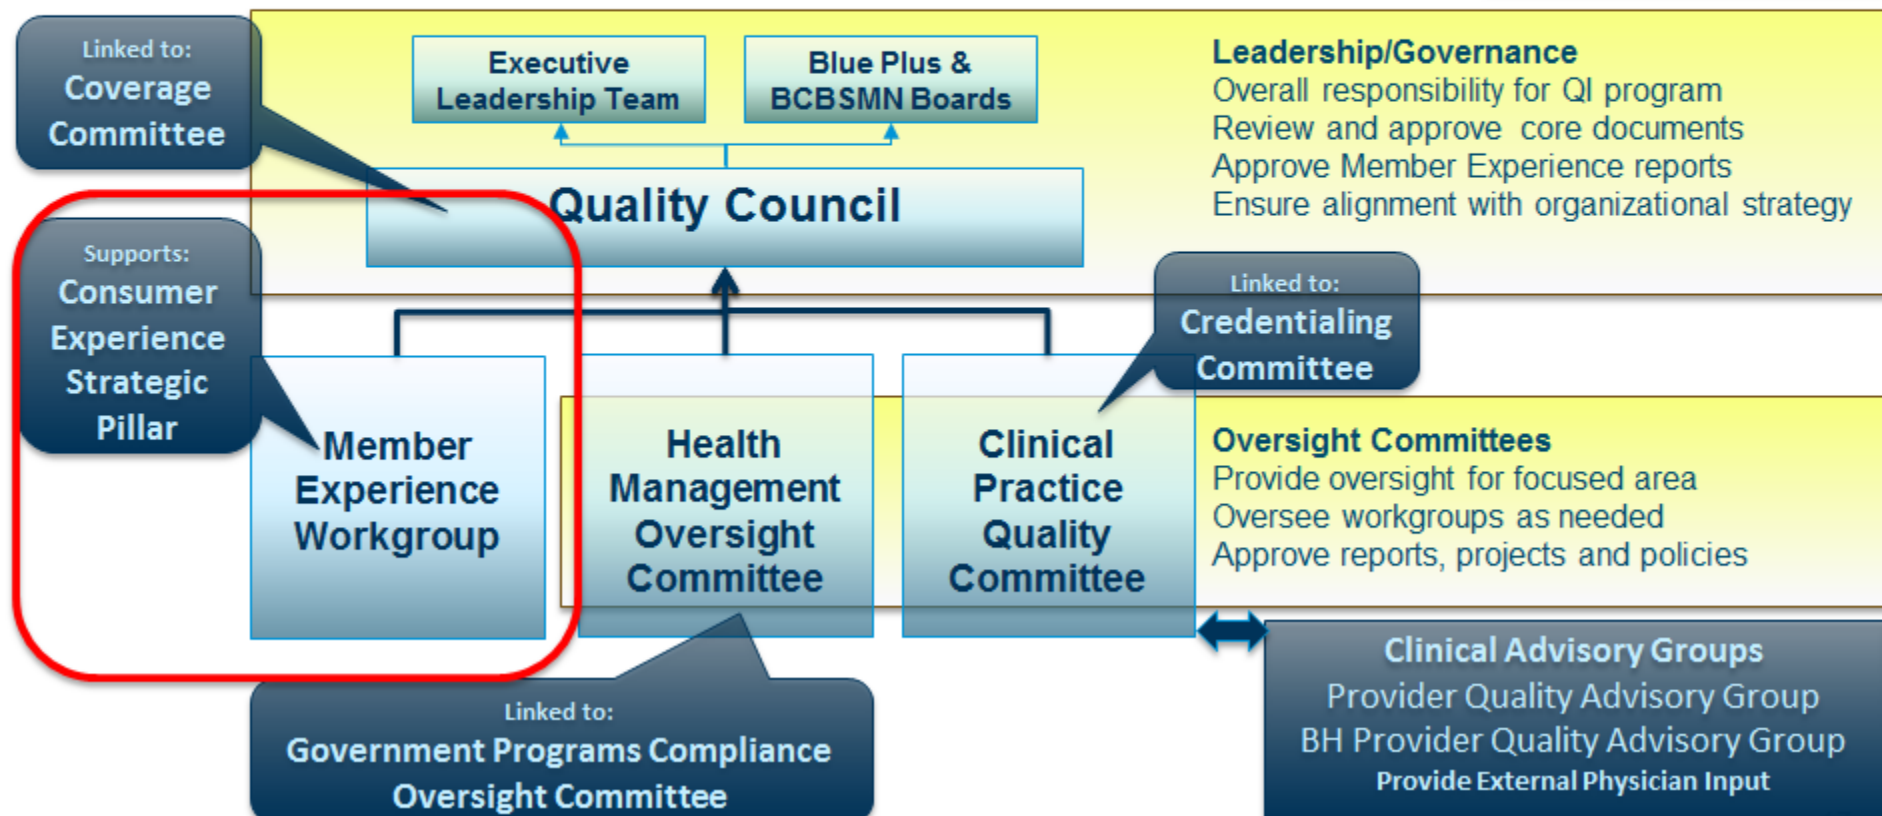 Linked to:
Coverage
Committee
Executive
Leadership Team
Blue Plus &
BCBSMN Boards
Leadership/Governance
Overall responsibility for QI program
Review and approve core documents
Approve Member Experience reports
Ensure alignment with organizational strategy
Quality Council
Supports:
Consumer
Experience
Strategic
Pillar
Linked to:
Credentialing
Committee
Member
Experience
Workgroup
Health
Management
Oversight
Committee
Clinical
Practice
Quality
Committee
Oversight Committees
Provide oversight for focused area
Oversee workgroups as needed
Approve reports, projects and policies
Linked to:
Government Programs Compliance
Oversight Committee
Clinical Advisory Groups
Provider Quality Advisory Group
BH Provider Quality Advisory Group
Provide External Physician Input